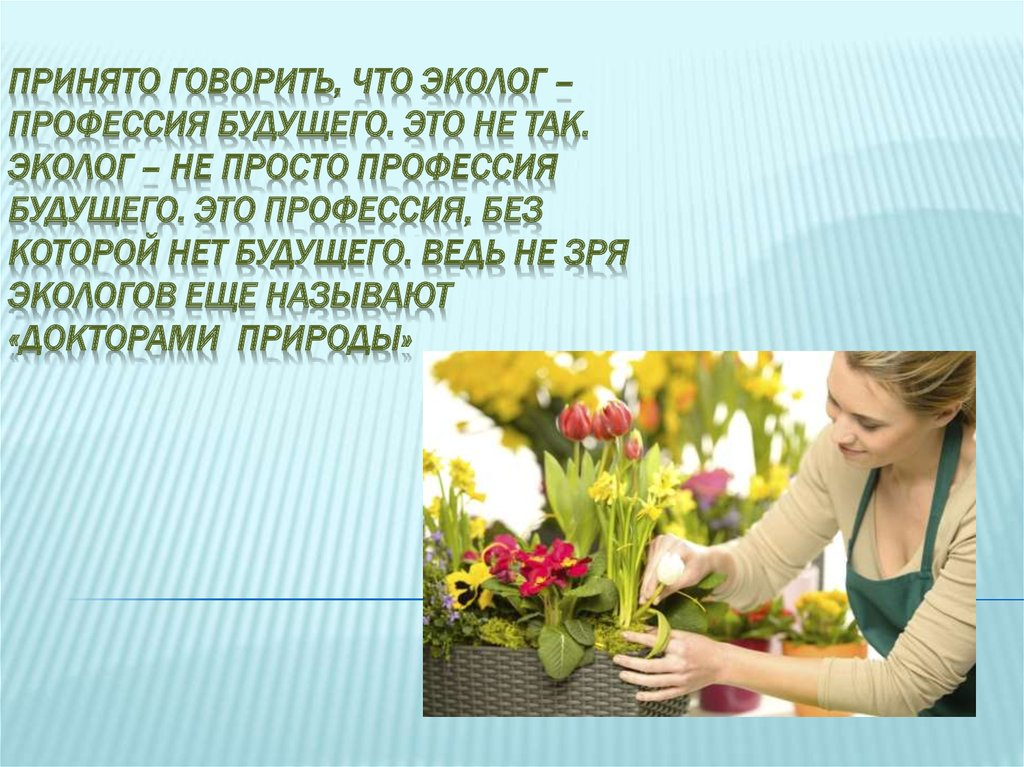 ПРИНЯТО ГОВОРИТЬ, ЧТО ЭКОЛОГ –
ПРОФЕССИЯ БУДУЩЕГО. ЭТО НЕ ТАК.
ЭКОЛОГ – НЕ ПРОСТО ПРОФЕССИЯ
БУДУЩЕГО. ЭТО ПРОФЕССИЯ, БЕЗ
КОТОРОЙ НЕТ БУДУЩЕГО. ВЕДЬ НЕ ЗРЯ
ЭКОЛОГОВ ЕЩЕ НАЗЫВАЮТ
«ДОКТОРАМИ ПРИРОДЫ»